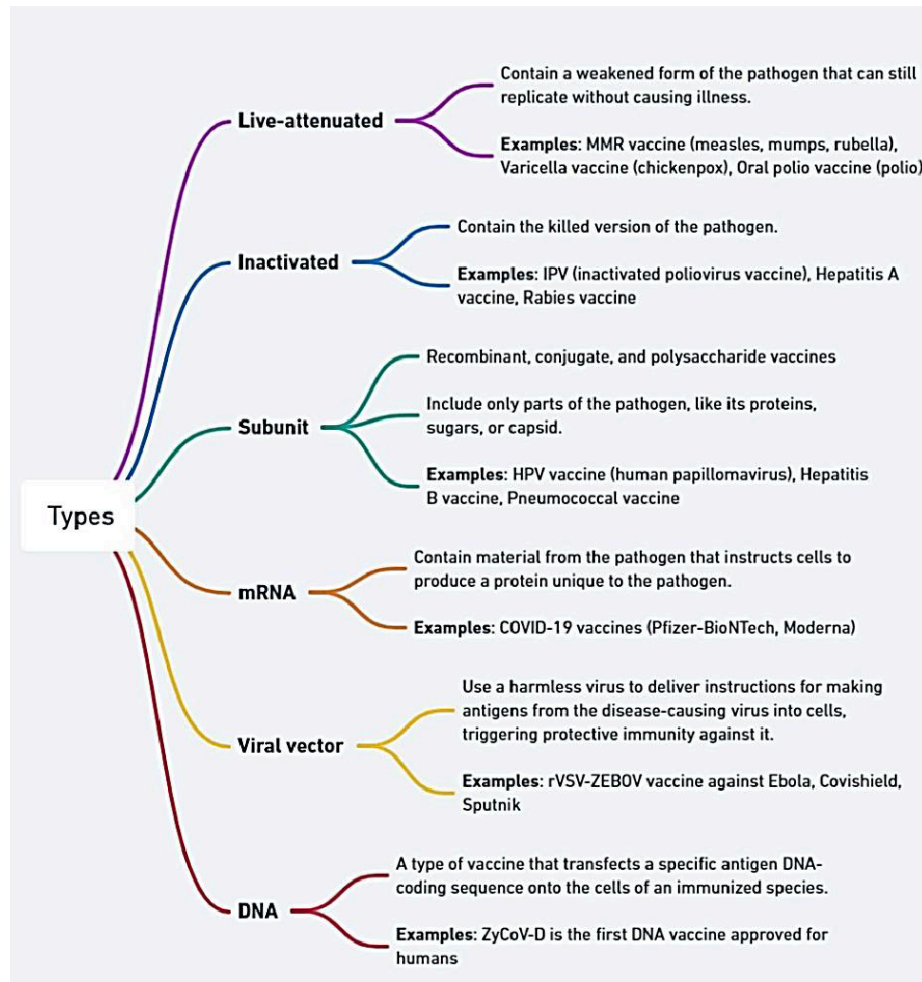 Types
Live-attenuated
Contain a weakened form of the pathogen that can still
replicate without causing illness.
Examples: MMR vaccine (measles, mumps, rubella),
Varicella vaccine (chickenpox), Oral polio vaccine (polio)
Inactivated
Contain the killed version of the pathogen.
Examples: IPV (inactivated poliovirus vaccine), Hepatitis A
vaccine, Rabies vaccine
Subunit
Recombinant, conjugate, and polysaccharide vaccines
Include only parts of the pathogen, like its proteins,
sugars, or capsid.
Examples: HPV vaccine (human papillomavirus), Hepatitis
B vaccine, Pneumococcal vaccine
mRNA
Contain material from the pathogen that instructs cells to
produce a protein unique to the pathogen.
Examples: COVID-19 vaccines (Pfizer-BioNTech, Moderna)
Viral vector
Use a harmless virus to deliver instructions for making
antigens from the disease-causing virus into cells,
triggering protective immunity against it.
Examples: rVSV-ZEBOV vaccine against Ebola, Covishield,
Sputnik
DNA
A type of vaccine that transfects a specific antigen DNA-
coding sequence onto the cells of an immunized species.
Examples: ZyCoV-D is the first DNA vaccine approved for
humans